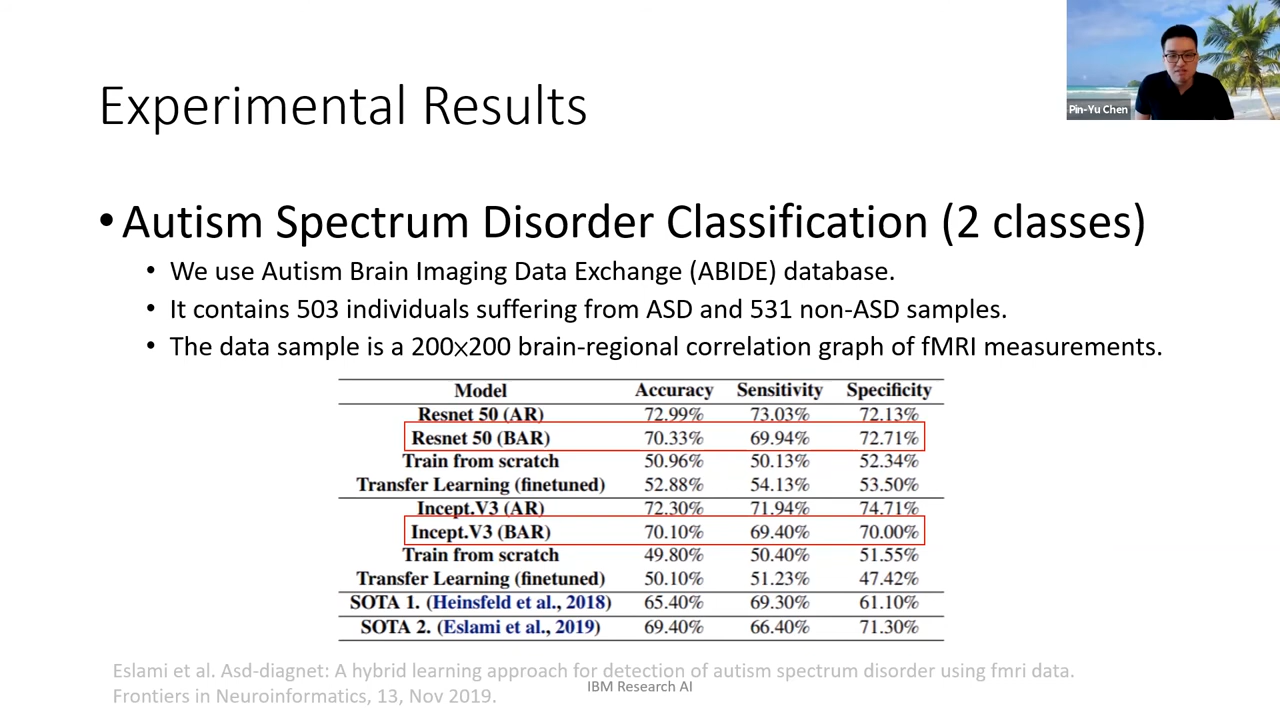 Pin-Yu Chen
Experimental Results
• Autism Spectrum Disorder Classification (2 classes)
• We use Autism Brain Imaging Data Exchange (ABIDE) database.
• It contains 503 individuals suffering from ASD and 531 non-ASD samples.
• The data sample is a 200×200 brain-regional correlation graph of fMRI measurements.
Model Accuracy Sensitivity Specificity
Resnet 50 (AR) 72.99% 73.03% 72.13%
Resnet 50 (BAR) 70.33% 69.94% 72.71%
Train from scratch 50.96% 50.13% 52.34%
Transfer Learning (finetuned) 52.88% 54.13% 53.50%
Incept.V3 (AR) 72.30% 71.94% 74.71%
Incept.V3 (BAR) 70.10% 69.40% 70.00%
Train from scratch 49.80% 50.40% 51.55%
Transfer Learning (finetuned) 50.10% 51.23% 47.42%
SOTA 1. (Heinsfeld et al., 2018) 65.40% 69.30% 61.10%
SOTA 2. (Eslami et al., 2019) 69.40% 66.40% 71.30%
Eslami et al. Asd-diagnet: A hybrid learning approach for detection of autism spectrum disorder using fmri data.
Frontiers in Neuroinformatics, 13, Nov 2019.
IBM Research AI